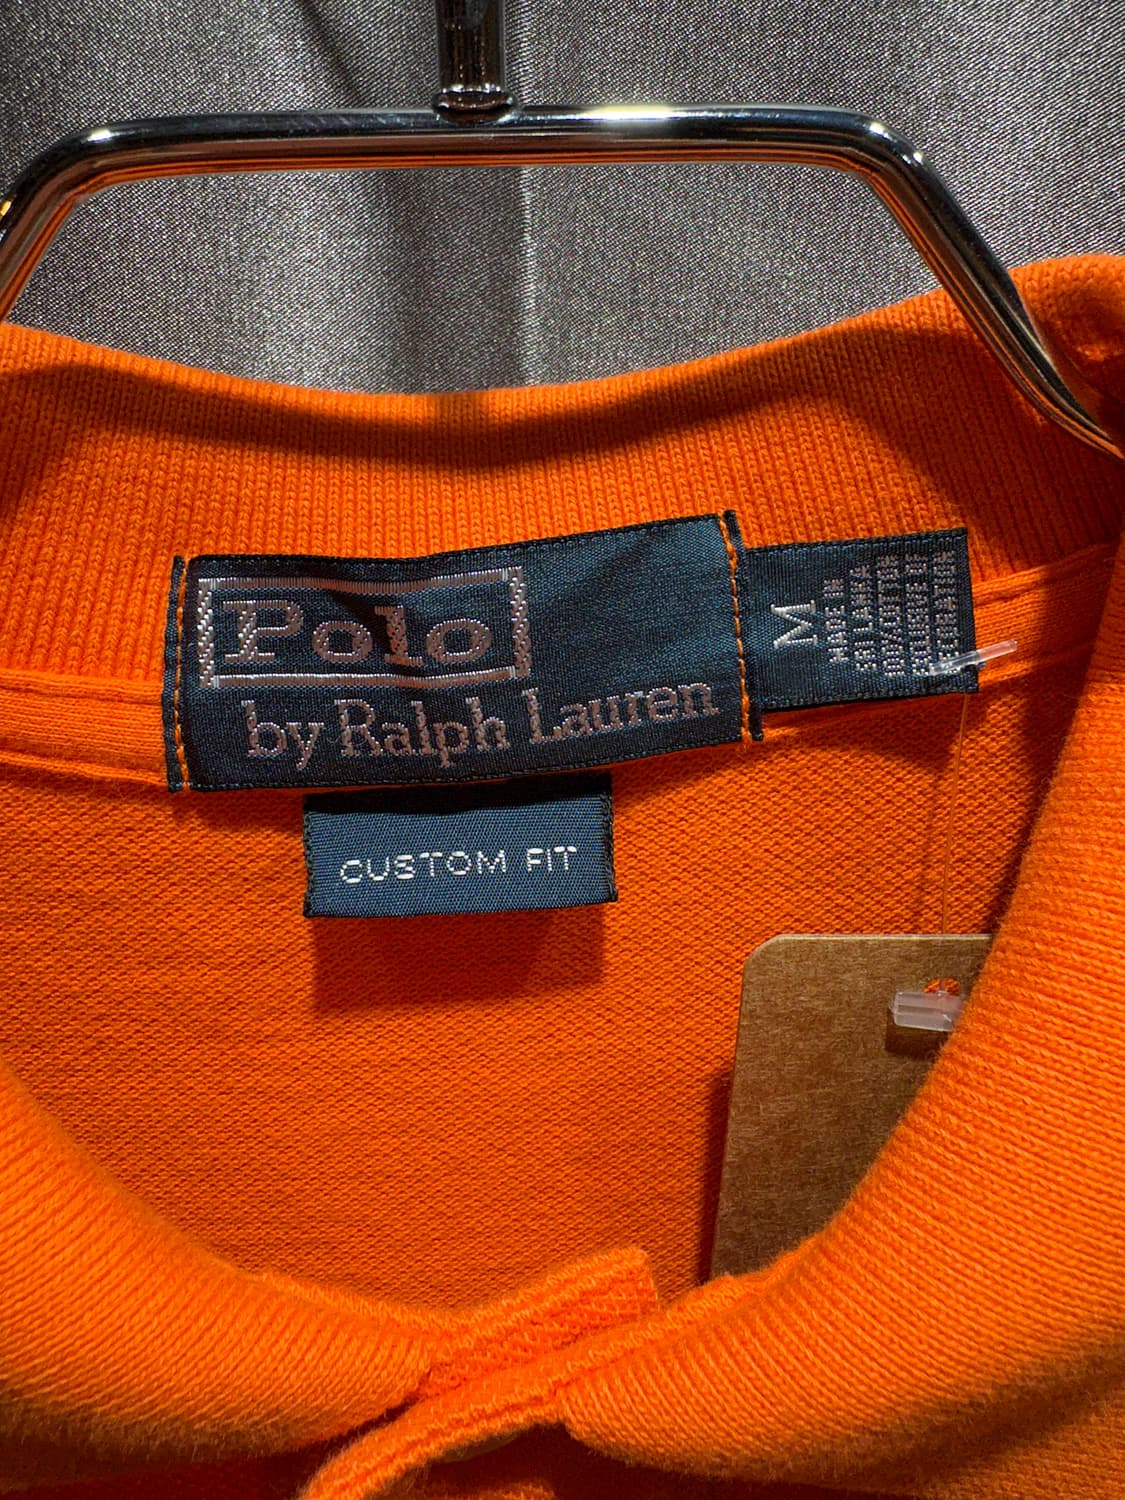 Polo
by Ralph Lauren
M
MADE IN
CUSTOM FIT